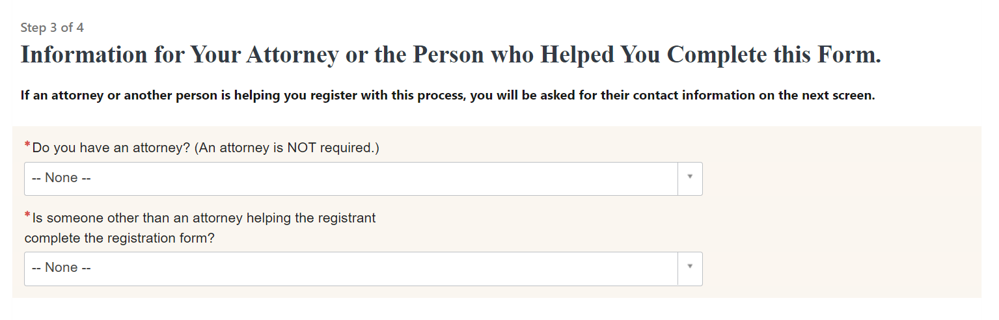 Step 3 of 4
Information for Your Attorney or the Person who Helped You Complete this Form.
If an attorney or another person is helping you register with this process, you will be asked for their contact information on the next screen.
*Do you have an attorney? (An attorney is NOT required.)
-- None --
*Is someone other than an attorney helping the registrant
complete the registration form?
-- None --